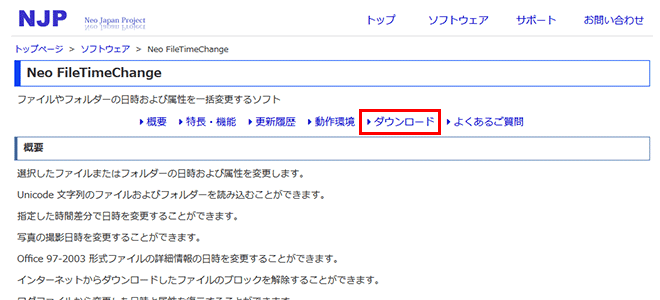 NJP Neo Japan Project トップ ソフトウェア サポート お問い合わせ
トップページ > ソフトウェア > Neo FileTimeChange
Neo FileTimeChange
ファイルやフォルダーの日時および属性を一括変更するソフト
概要 特長・機能 更新履歴 動作環境 ダウンロード よくあるご質問
概要
選択したファイルまたはフォルダーの日時および属性を変更します。
Unicode 文字列のファイルおよびフォルダーを読み込むことができます。
指定した時間差分で日時を変更することができます。
写真の撮影日時を変更することができます。
Office 97-2003 形式ファイルの詳細情報の日時を変更することができます。
インターネットからダウンロードしたファイルのブロックを解除することができます。